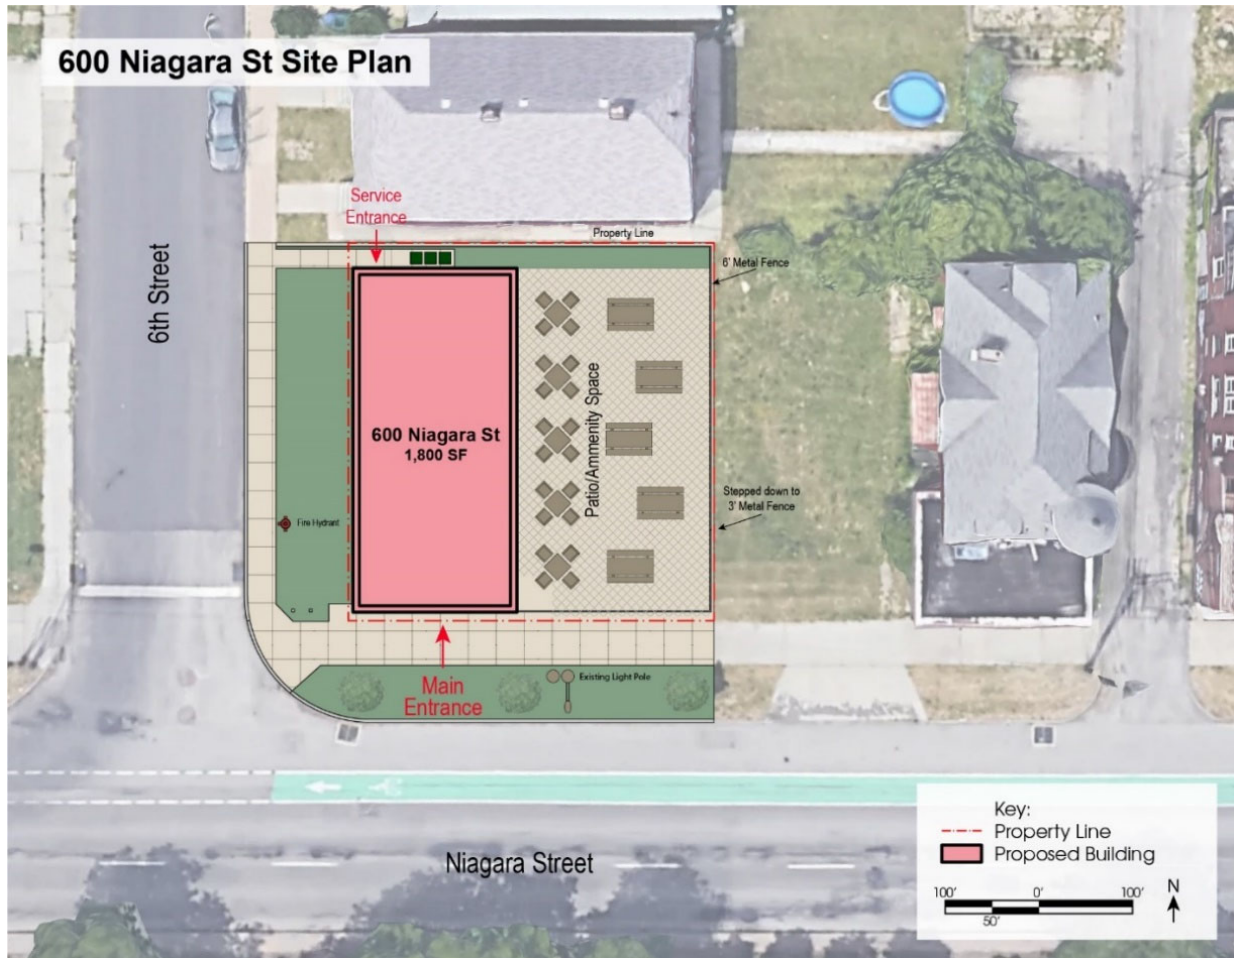 600 Niagara St Site Plan
Service
Entrance
Property Line
6' Metal Fence
6th Street
Patio/Ammenity Space
600 Niagara St
1,800 SF
Stepped down to
3' Metal Fence
Fire Hydrant
Main
Entrance
Existing Light Pole
Niagara Street
Key:
Property Line
Proposed Building
100' 0' 100'
50'
N